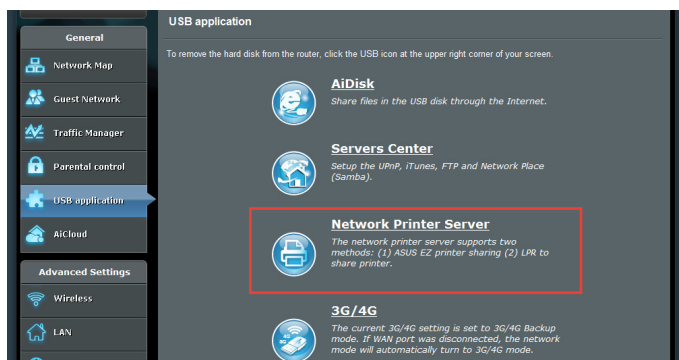 USB application
General
To remove the hard disk from the router, click the USB icon at the upper right corner of your screen.
Network Map
AiDisk
Share files in the USB disk through the Internet.
Guest Network
Traffic Manager
Servers Center
Setup the UPnP, iTunes, FTP and Network Place
(Samba).
Parental control
USB application
Network Printer Server
The network printer server supports two
methods: (1) ASUS EZ printer sharing (2) LPR to
share printer.
AiCloud
Advanced Settings
Wireless
3G/4G
4G
3G
The current 3G/4G setting is set to 3G/4G Backup
mode. If WAN port was disconnected, the network
mode will automatically turn to 3G/4G mode.
LAN